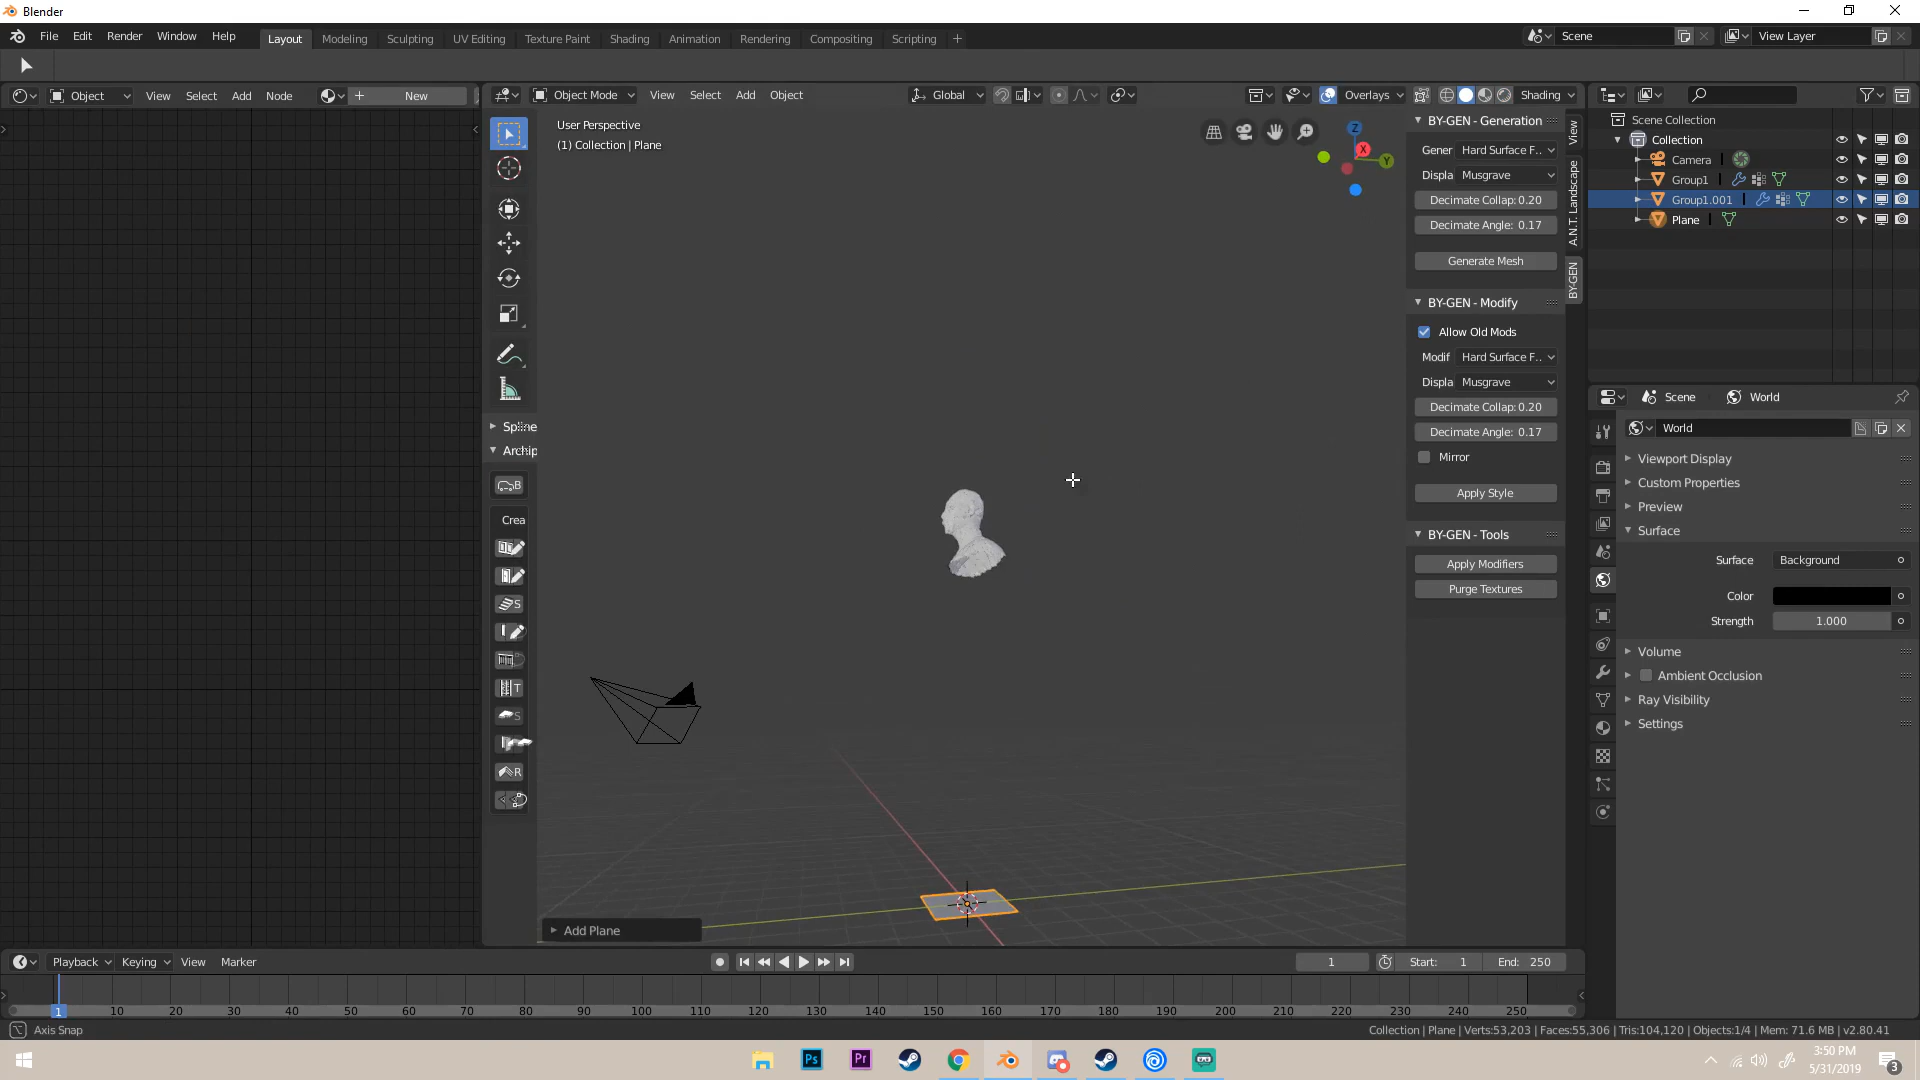 Blender
File Edit Render Window Help Layout Modeling Sculpting UV Editing Texture Paint Shading Animation Rendering Compositing Scripting + Scene View Layer
Object View Select Add Node New
Object Mode View Select Add Object Global Overlays Shading
User Perspective
(1) Collection | Plane
Z
X
Y
Spline
Archip
B
Crea
S
T
S
R
Add Plane
BY-GEN - Generation
Gener Hard Surface F..
Displa Musgrave
Decimate Collap: 0.20
Decimate Angle: 0.17
Generate Mesh
BY-GEN - Modify
Allow Old Mods
Modif Hard Surface F..
Displa Musgrave
Decimate Collap: 0.20
Decimate Angle: 0.17
Mirror
Apply Style
BY-GEN - Tools
Apply Modifiers
Purge Textures
View
A.N.T. Landscape
BY-GEN
Scene Collection
Collection
Camera
Group1
Group1.001
Plane
Scene World
World
Viewport Display
Custom Properties
Preview
Surface
Surface Background
Color
Strength 1.000
Volume
Ambient Occlusion
Ray Visibility
Settings
Playback Keying View Marker 1 Start: 1 End: 250
1 10 20 30 40 50 60 70 80 90 100 110 120 130 140 150 160 170 180 190 200 210 220 230 240 250
Axis Snap
Collection | Plane | Verts:53,203 | Faces:55,306 | Tris:104,120 | Objects:1/4 | Mem: 71.6 MB | v2.80.41
Ps Pr
3:50 PM
5/31/2019
3